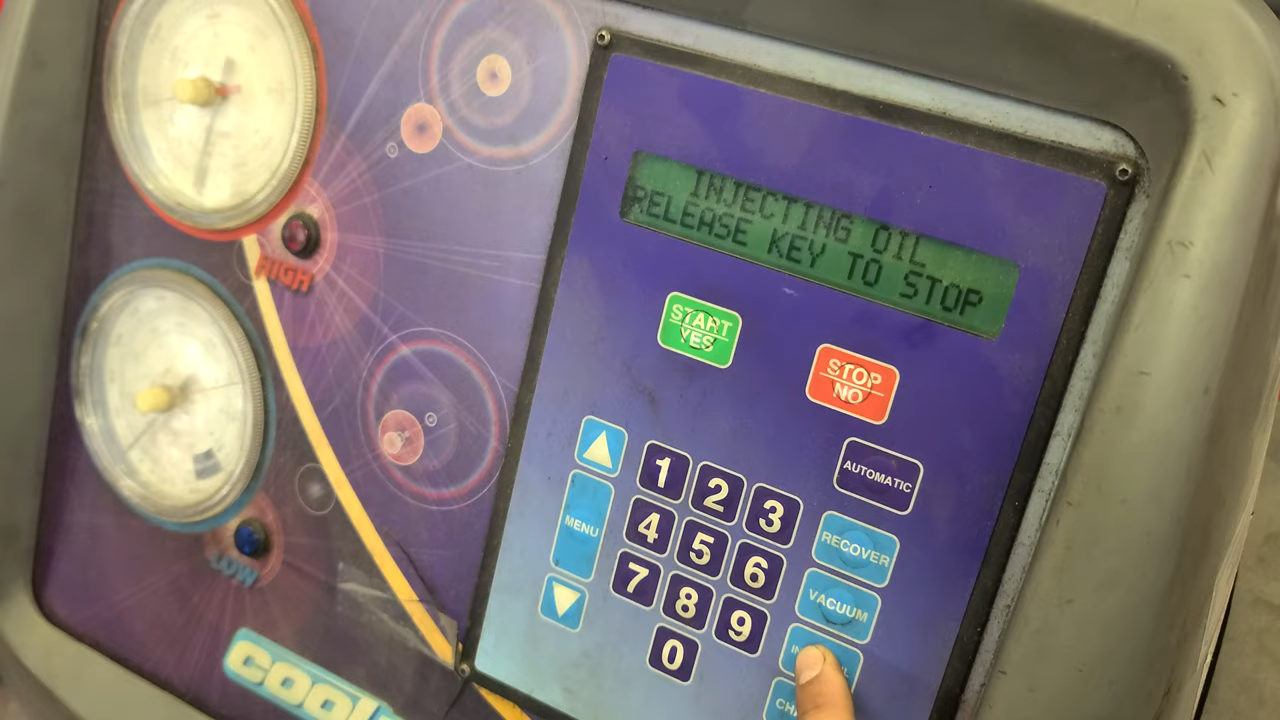 INJECTING OIL
RELEASE KEY TO STOP
START
YES
STOP
NO
HIGH
LOW
AUTOMATIC
MENU
1 2 3
4 5 6
7 8 9
0
RECOVER
VACUUM